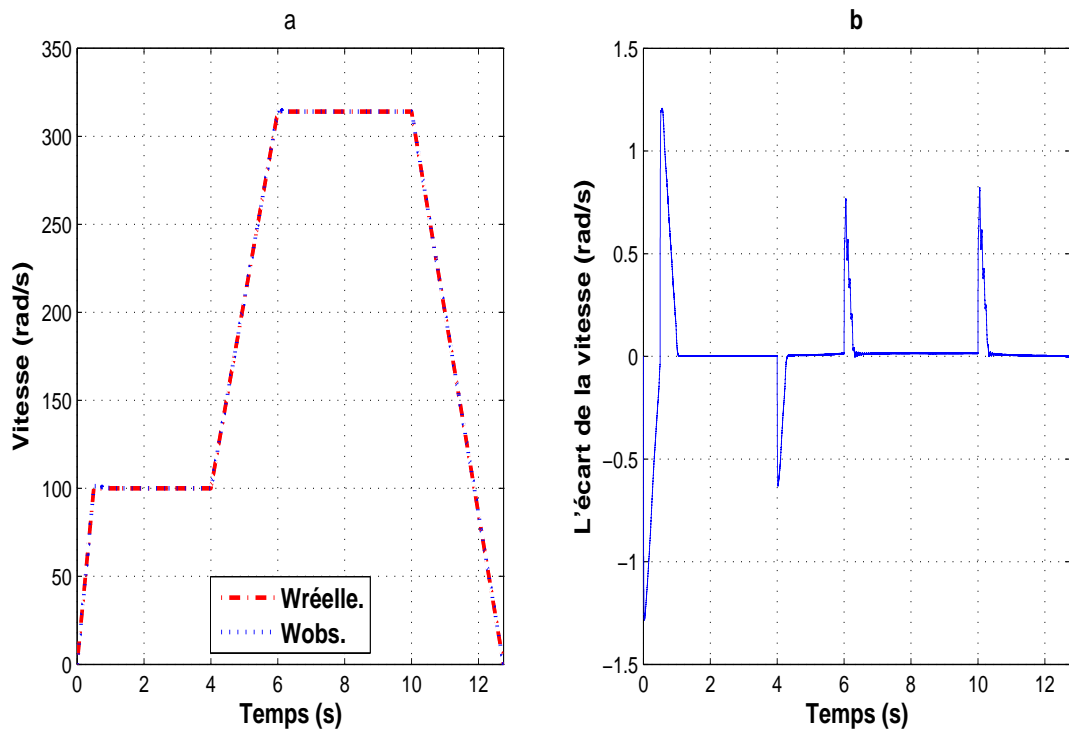 a
350
300
250
200
150
100
50
0
0 2 4 6 8 10 12
Vitesse (rad/s)
Temps (s)
Wréelle.
Wobs.
b
1.5
1
0.5
0
−0.5
−1
−1.5
0 2 4 6 8 10 12
L'écart de la vitesse (rad/s)
Temps (s)